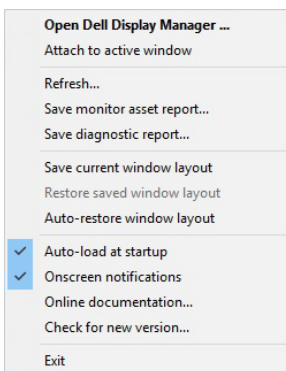 Open Dell Display Manager ...
Attach to active window
Refresh...
Save monitor asset report...
Save diagnostic report...
Save current window layout
Restore saved window layout
Auto-restore window layout
Auto-load at startup
Onscreen notifications
Online documentation...
Check for new version...
Exit